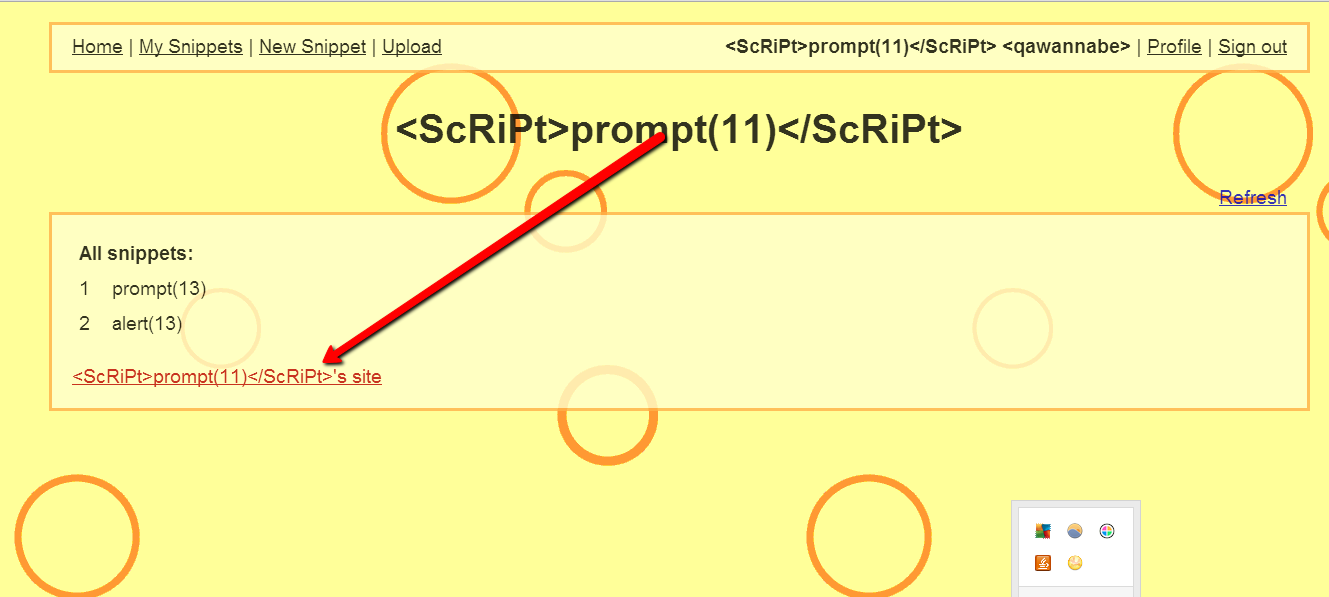 Home | My Snippets | New Snippet | Upload
<ScRiPt>prompt(11)</ScRiPt> <qawannabe> | Profile | Sign out
<ScRiPt>prompt(11)</ScRiPt>
Refresh
All snippets:
1 prompt(13)
2 alert(13)
<ScRiPt>prompt(11)</ScRiPt>'s site